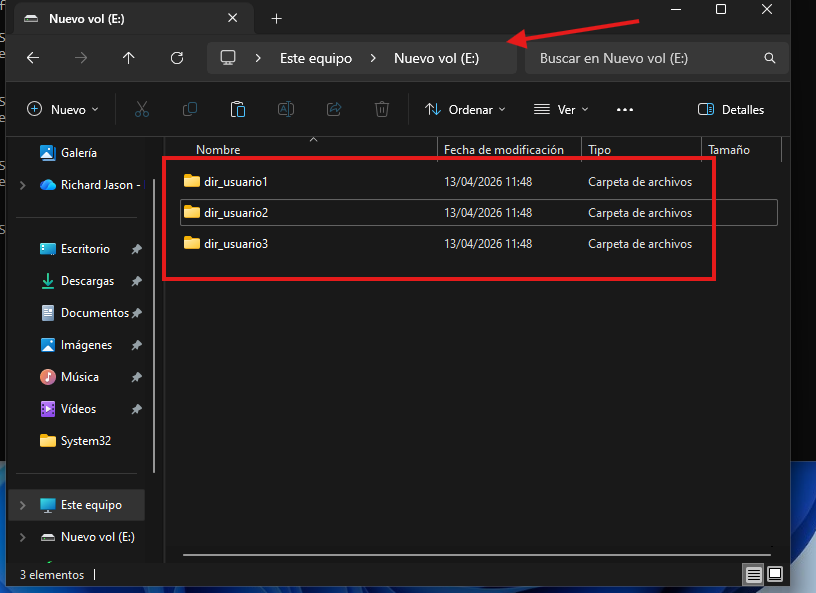 Nuevo vol (E:)
Este equipo > Nuevo vol (E:)
Buscar en Nuevo vol (E:)
Nuevo
Ordenar
Ver
Detalles
Nombre
Fecha de modificación
Tipo
Tamaño
dir_usuario1 13/04/2026 11:48 Carpeta de archivos
dir_usuario2 13/04/2026 11:48 Carpeta de archivos
dir_usuario3 13/04/2026 11:48 Carpeta de archivos
Galería
Richard Jason -
Escritorio
Descargas
Documentos
Imágenes
Música
Vídeos
System32
Este equipo
Nuevo vol (E:)
3 elementos